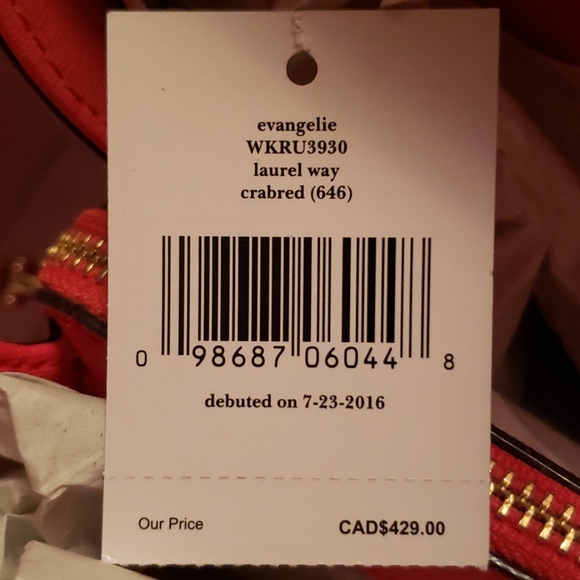 evangelie
WKRU3930
laurel way
crabred (646)
0 98687 06044 8
debuted on 7-23-2016
Our Price CAD$429.00